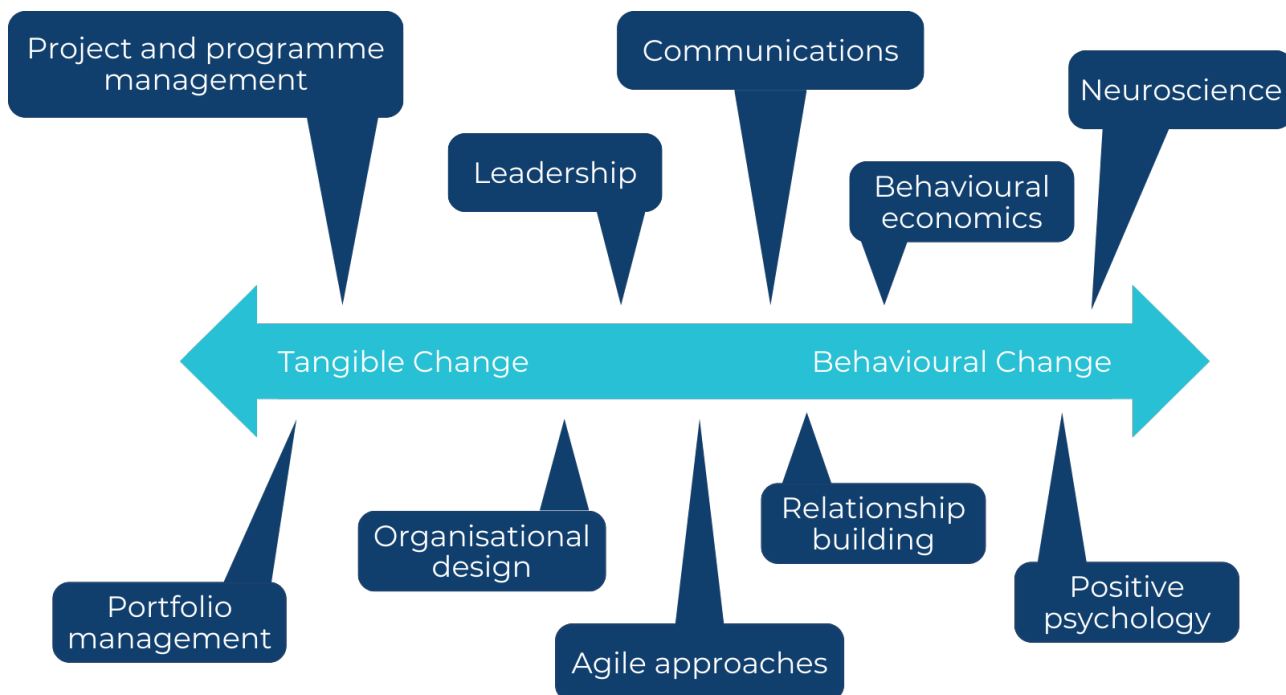 Project and programme
management
Communications
Neuroscience
Leadership
Behavioural
economics
Tangible Change
Behavioural Change
Organisational
design
Relationship
building
Portfolio
management
Agile approaches
Positive
psychology